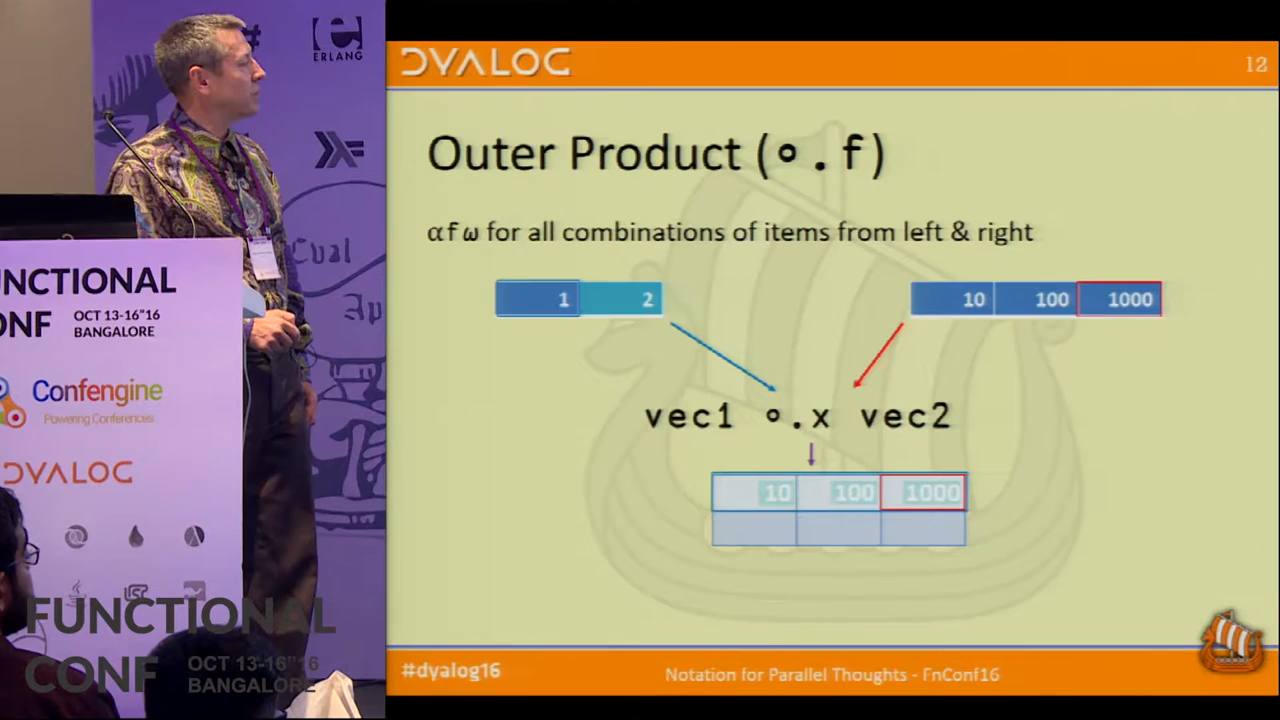 ERLANG
UNCTIONAL
ONF
OCT 13-16"16
BANGALORE
Confengine
Powering Conferences
DYALOG
FUNCTIONAL
CONF
OCT 13-16"16
BANGALORE
DYALOG
12
Outer Product (∘.f)
⍺ f ⍵ for all combinations of items from left & right
1 2
10 100 1000
vec1 ∘.x vec2
10 100 1000
#dyalog16
Notation for Parallel Thoughts - FnConf16